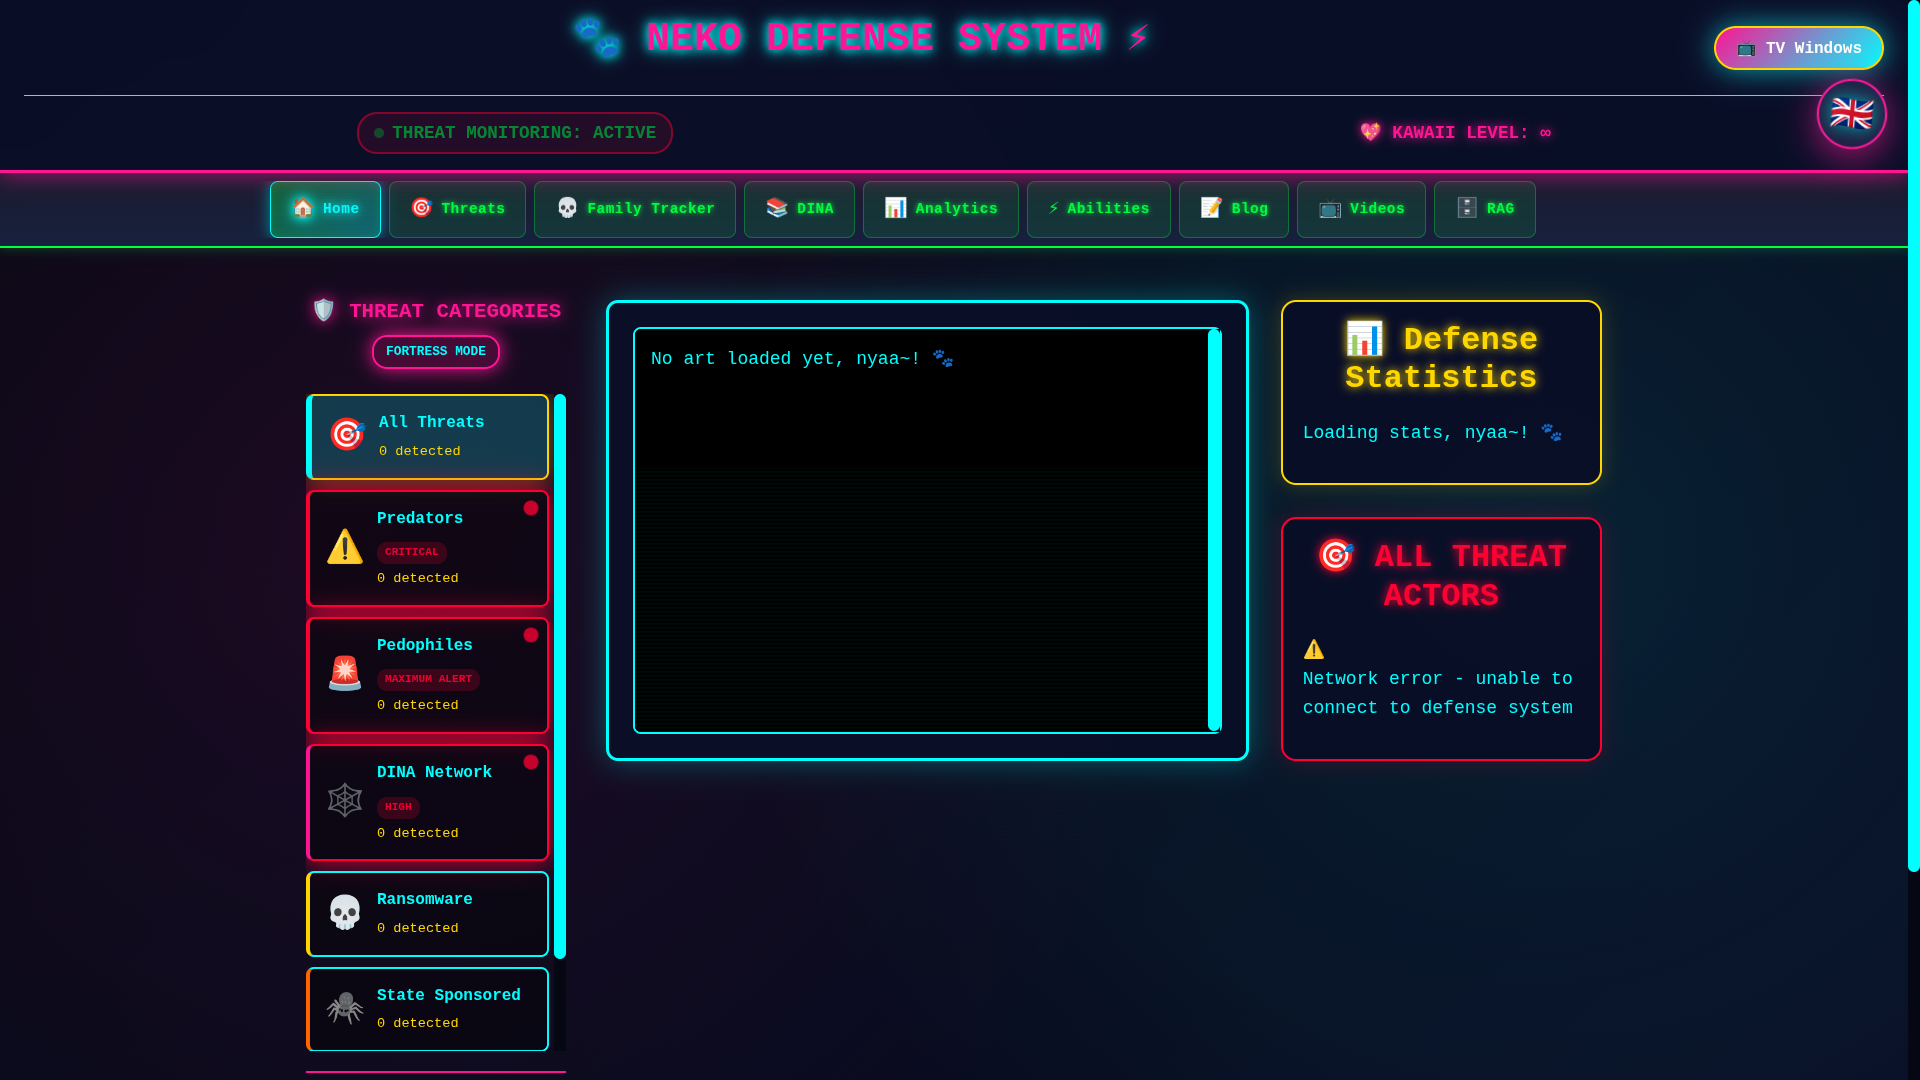 🐾 NEKO DEFENSE SYSTEM ⚡
📺 TV Windows
THREAT MONITORING: ACTIVE
💖 KAWAII LEVEL: ∞
🏠 Home
🎯 Threats
💀 Family Tracker
📚 DINA
📊 Analytics
⚡ Abilities
📝 Blog
📺 Videos
🗄️ RAG
🛡️ THREAT CATEGORIES
FORTRESS MODE
All Threats
0 detected
Predators
CRITICAL
0 detected
Pedophiles
MAXIMUM ALERT
0 detected
DINA Network
HIGH
0 detected
Ransomware
0 detected
State Sponsored
0 detected
No art loaded yet, nyaa~! 🐾
📊 Defense
Statistics
Loading stats, nyaa~! 🐾
🎯 ALL THREAT
ACTORS
⚠️
Network error - unable to
connect to defense system